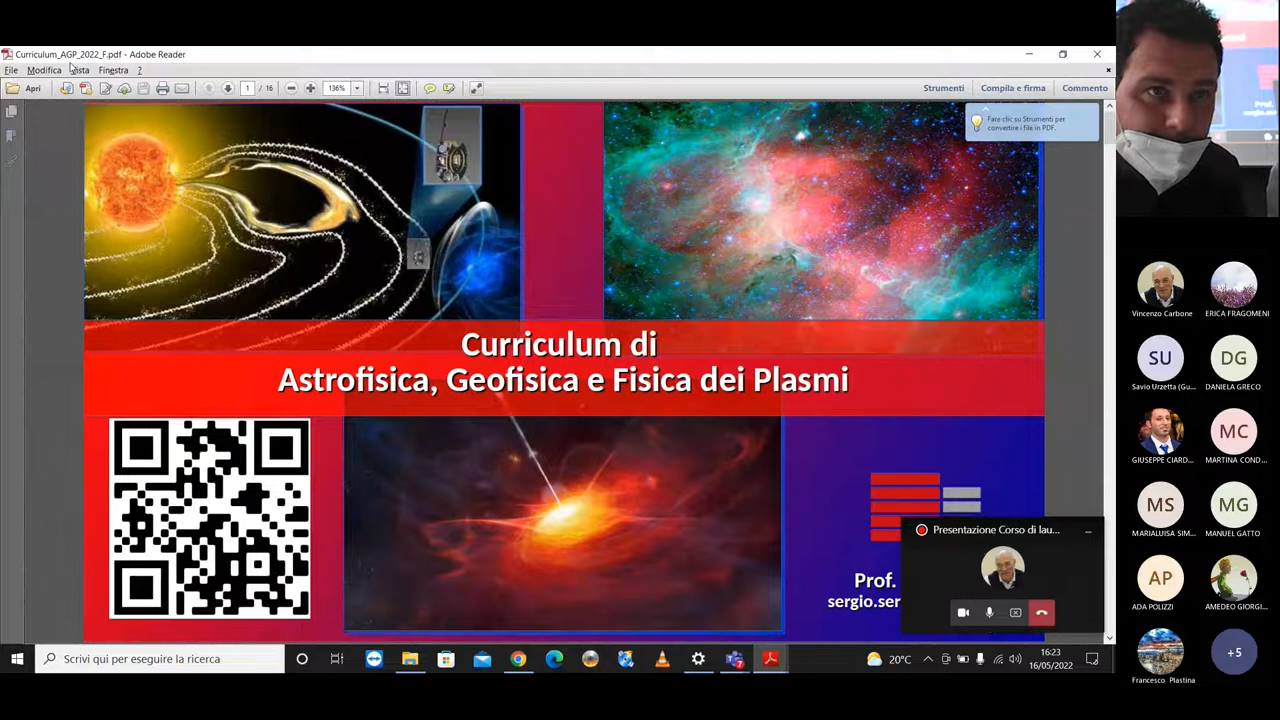 Curriculum_AGP_2022_F.pdf - Adobe Reader
File Modifica Vista Finestra ?
Apri 1 / 16 136% Strumenti Compila e firma Commento
Fare clic su Strumenti per
convertire i file in PDF.
Curriculum di
Astrofisica, Geofisica e Fisica dei Plasmi
Presentazione Corso di lau...
Prof.
sergio.ser
Vincenzo Carbone
ERICA FRAGOMENI
SU
DG
Savio Urzetta (Gu...
DANIELA GRECO
MC
GIUSEPPE CIARD...
MARTINA COND...
MS
MG
MARIALUISA SIM...
MANUEL GATTO
AP
ADA POLIZZI
AMEDEO GIORGI...
+5
Francesco Plastina
Scrivi qui per eseguire la ricerca
20°C
16:23
16/05/2022